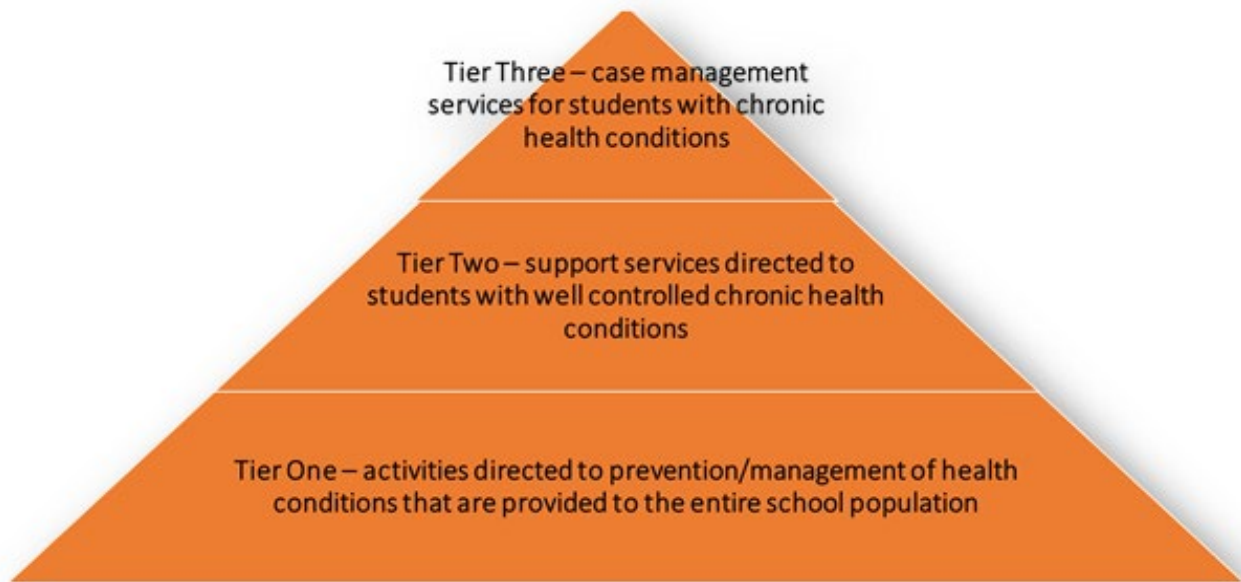 Tier Three – case management
services for students with chronic
health conditions
Tier Two – support services directed to
students with well controlled chronic health
conditions
Tier One – activities directed to prevention/management of health
conditions that are provided to the entire school population